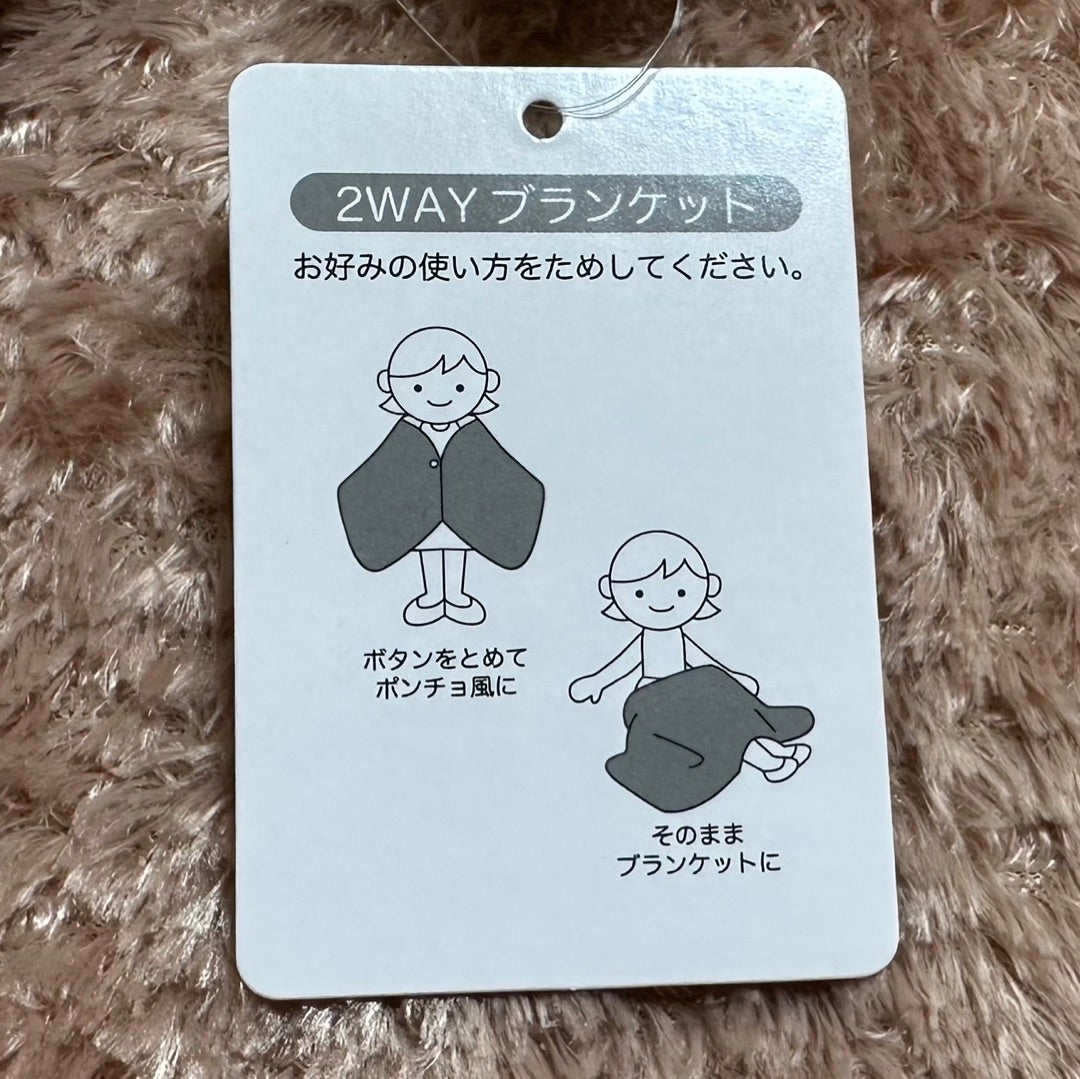 2WAY ブランケット
お好みの使い方をためしてください。
ボタンをとめて
ポンチョ風に
そのまま
ブランケットに